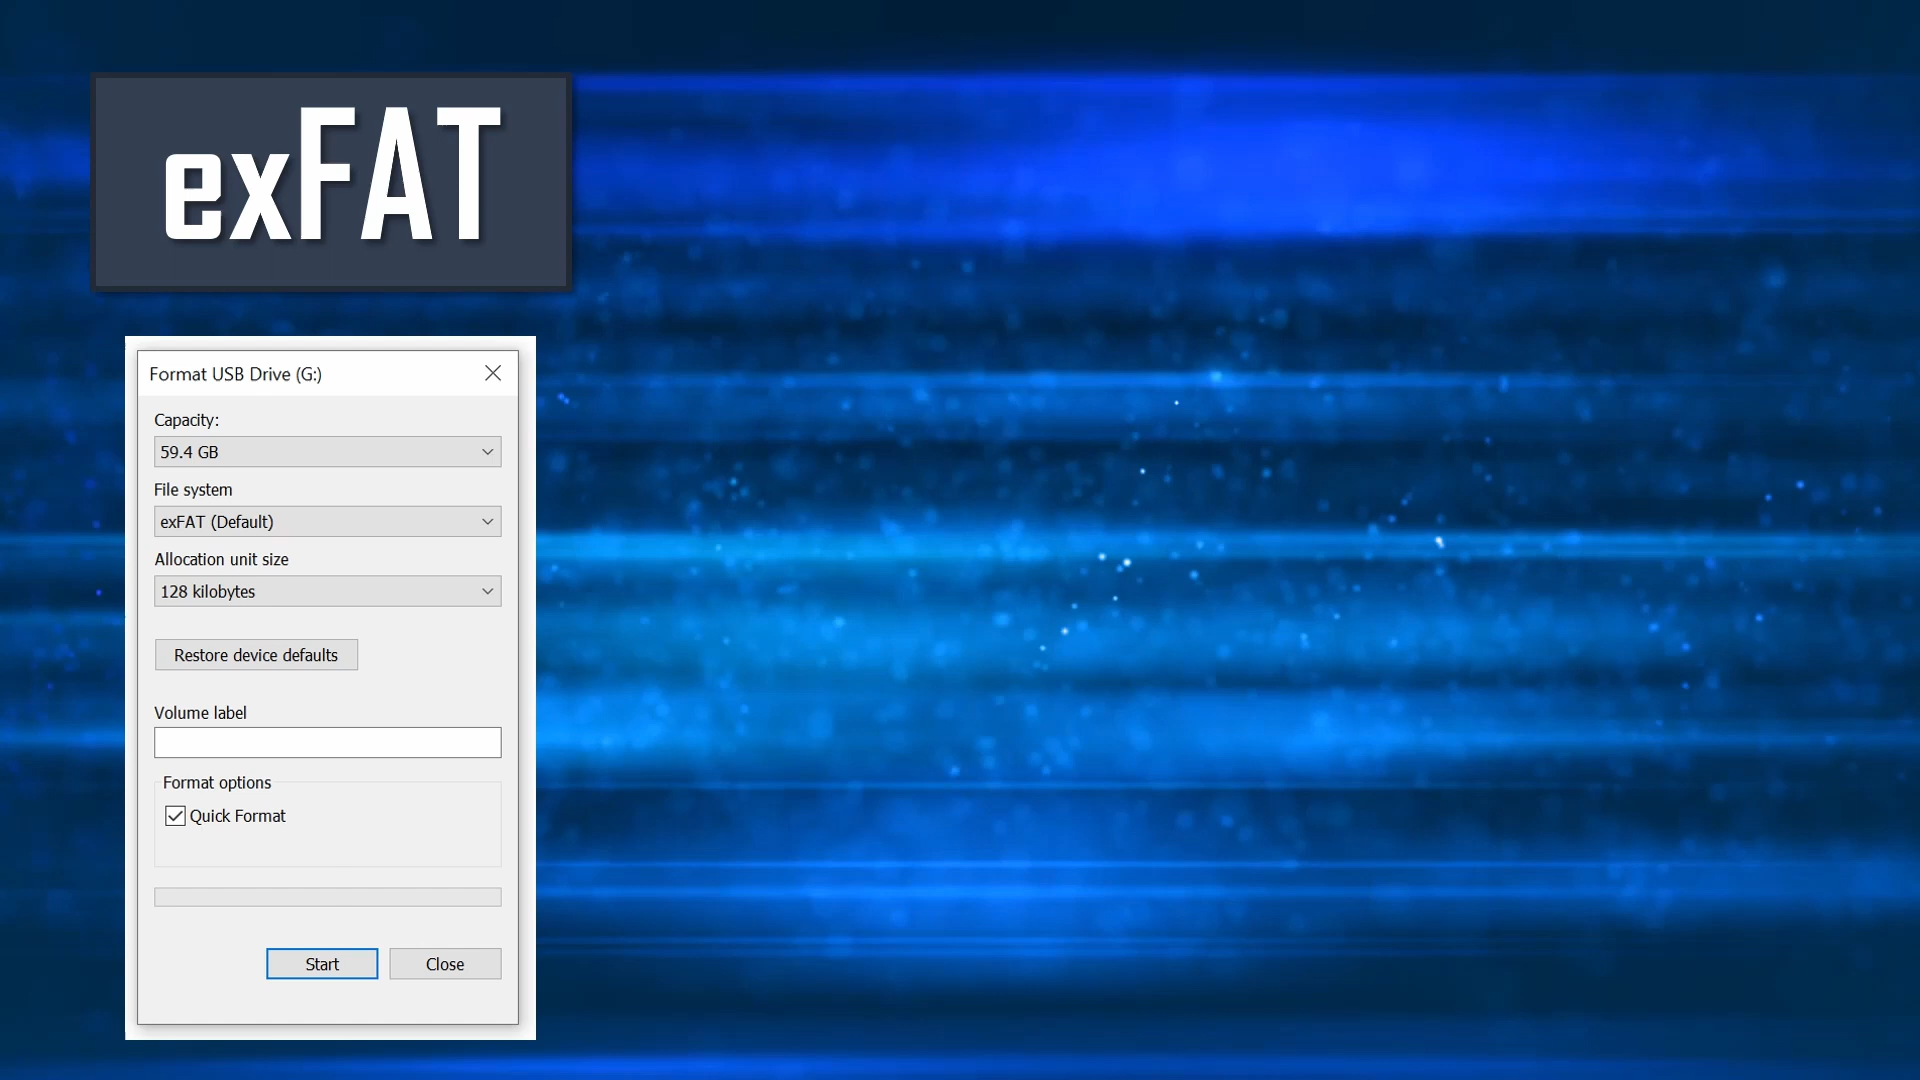 exFAT
Format USB Drive (G:)
Capacity:
59.4 GB
File system
exFAT (Default)
Allocation unit size
128 kilobytes
Restore device defaults
Volume label
Format options
Quick Format
Start
Close